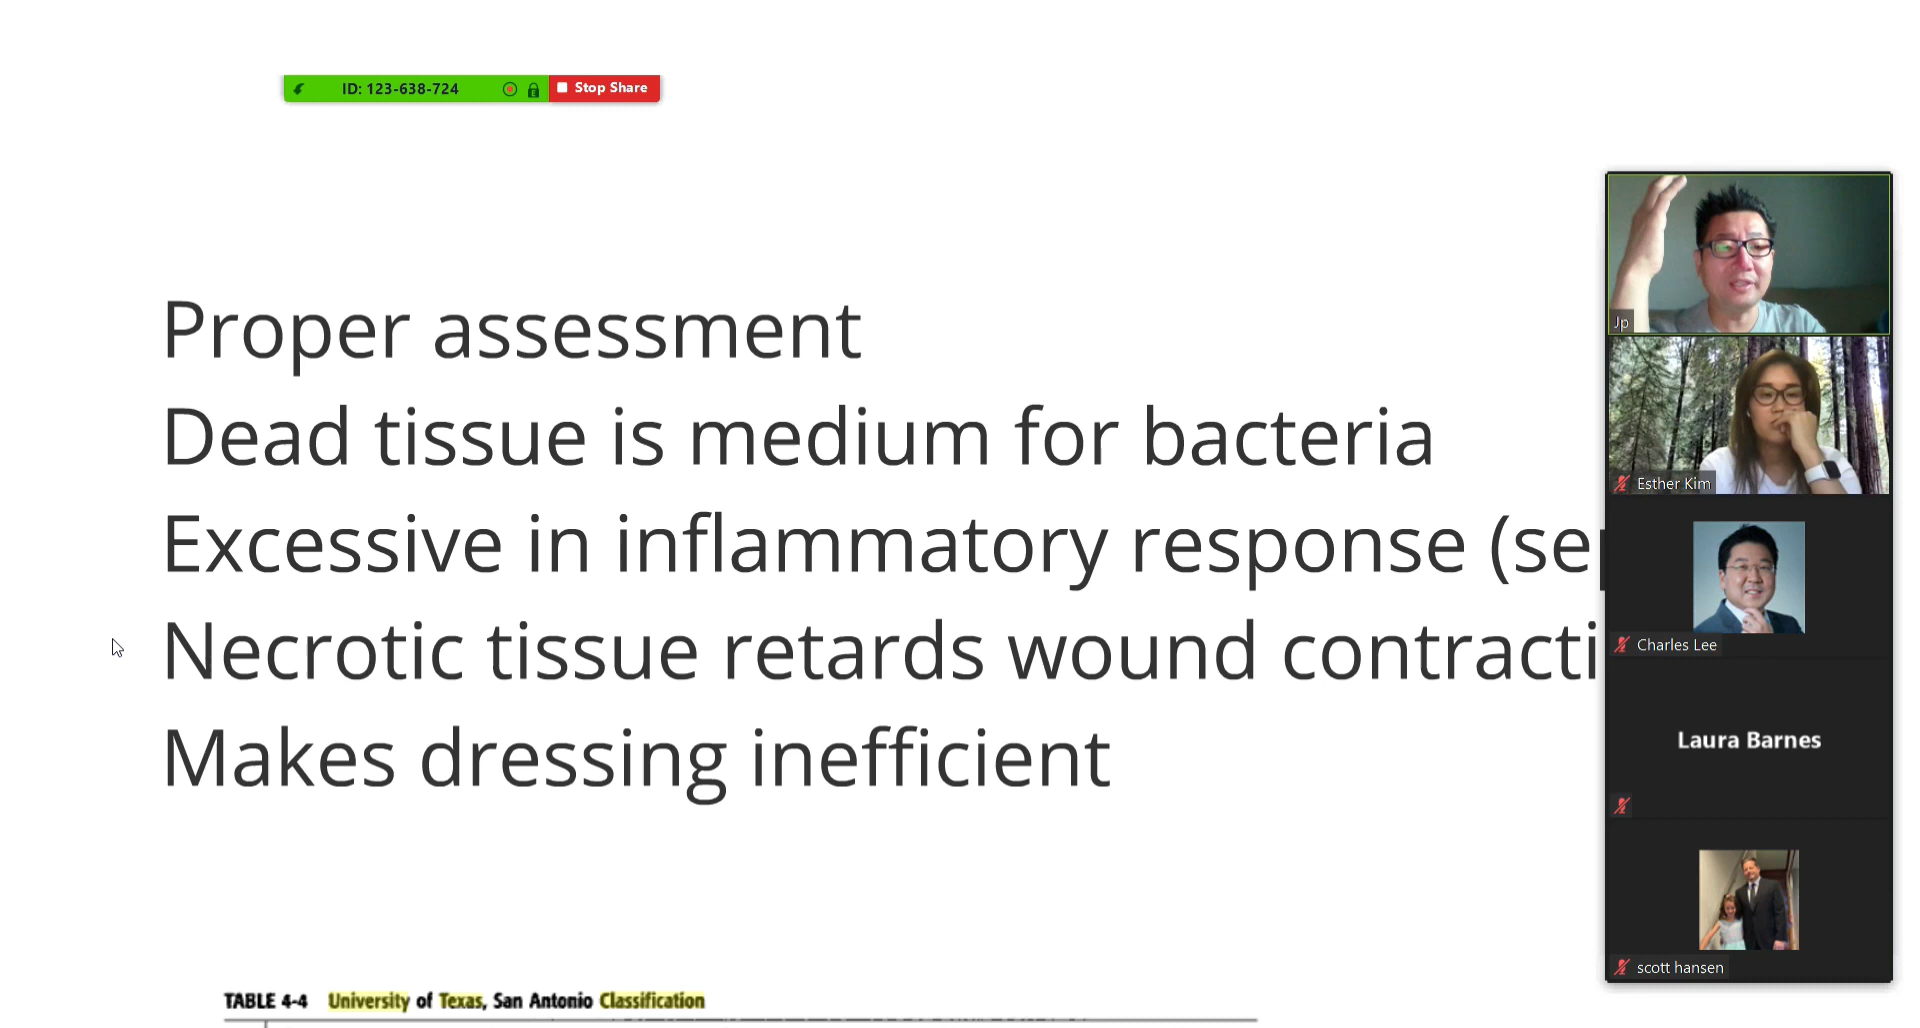 ID: 123-638-724 Stop Share
Proper assessment
Dead tissue is medium for bacteria
Excessive in inflammatory response (se
Necrotic tissue retards wound contracti
Makes dressing inefficient
TABLE 4-4 University of Texas, San Antonio Classification
Jp
Esther Kim
Charles Lee
Laura Barnes
scott hansen